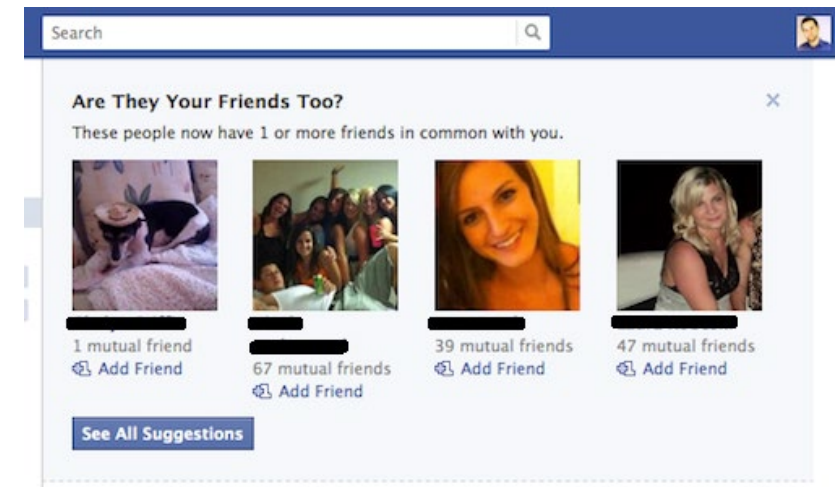 Search
Are They Your Friends Too?
These people now have 1 or more friends in common with you.
1 mutual friend
Add Friend
67 mutual friends
Add Friend
39 mutual friends
Add Friend
47 mutual friends
Add Friend
See All Suggestions